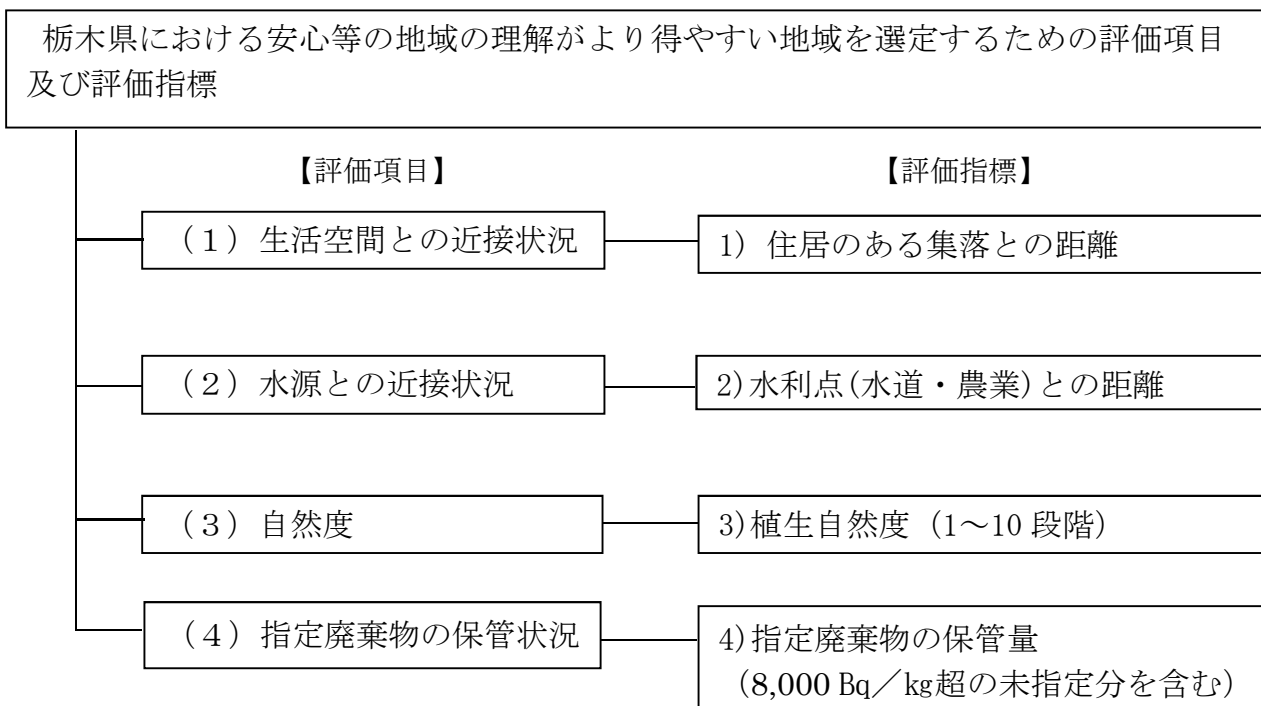 栃木県における安心等の地域の理解がより得やすい地域を選定するための評価項目
及び評価指標
【評価項目】 【評価指標】
（１）生活空間との近接状況 1) 住居のある集落との距離
（２）水源との近接状況 2)水利点(水道・農業)との距離
（３）自然度 3)植生自然度（1～10 段階）
（４）指定廃棄物の保管状況 4)指定廃棄物の保管量
（8,000 Bq／㎏超の未指定分を含む）